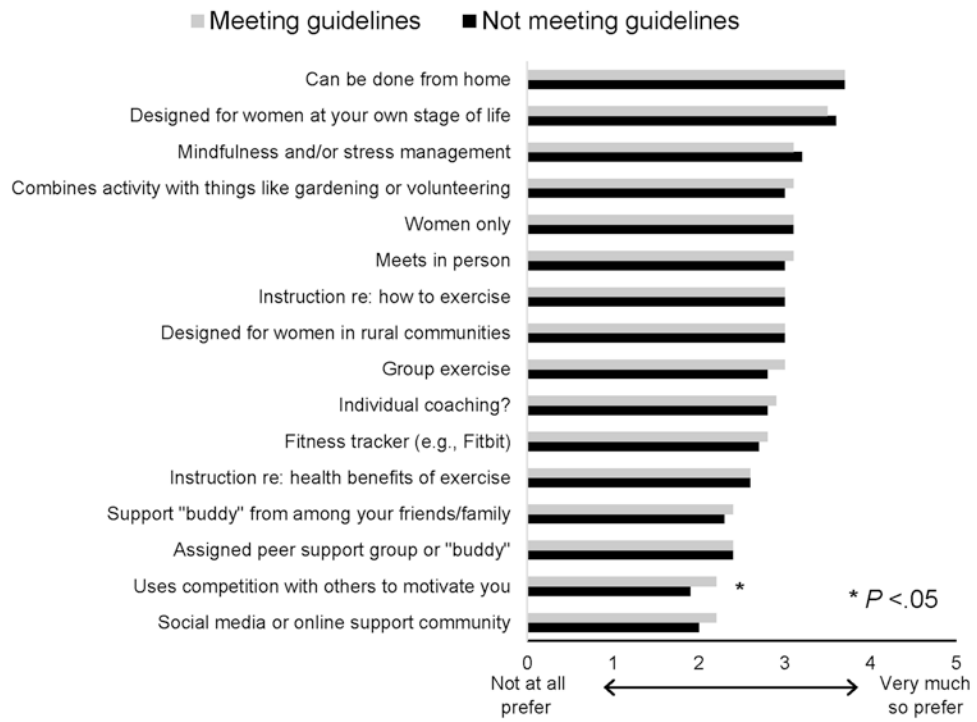 Meeting guidelines Not meeting guidelines
Can be done from home
Designed for women at your own stage of life
Mindfulness and/or stress management
Combines activity with things like gardening or volunteering
Women only
Meets in person
Instruction re: how to exercise
Designed for women in rural communities
Group exercise
Individual coaching?
Fitness tracker (e.g., Fitbit)
Instruction re: health benefits of exercise
Support "buddy" from among your friends/family
Assigned peer support group or "buddy"
Uses competition with others to motivate you *
* P <.05
Social media or online support community
0 1 2 3 4 5
Not at all Very much
prefer so prefer